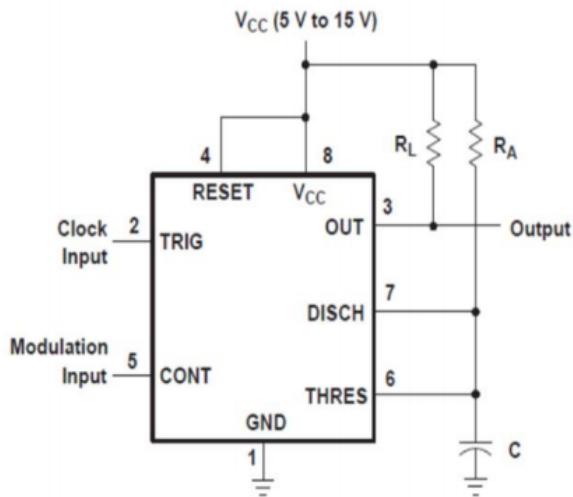 VCC (5 V to 15 V)
4
8
RL
RA
RESET
VCC
3
Clock
Input
2
TRIG
OUT
Output
7
DISCH
Modulation
Input
5
CONT
6
THRES
GND
1
C